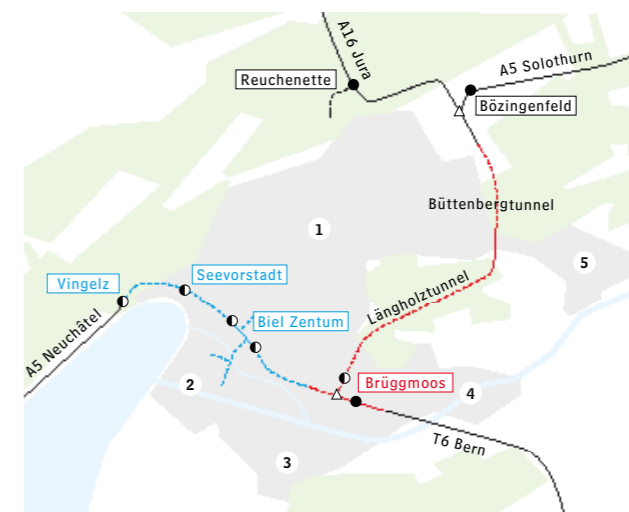 A16 Jura
A5 Solothurn
Reuchenette
Bözingenfeld
Büttenbergtunnel
1
5
Seevorstadt
Vingelz
Längholztunnel
Biel Zentum
A5 Neuchâtel
Brüggmoos
2
4
T6 Bern
3